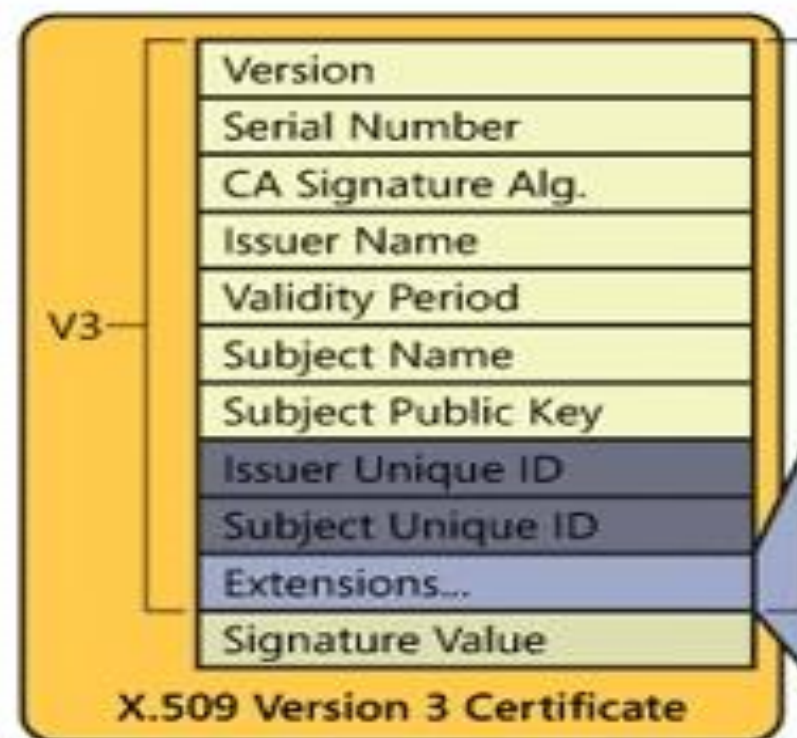 Version
Serial Number
CA Signature Alg.
Issuer Name
Validity Period
V3
Subject Name
Subject Public Key
Issuer Unique ID
Subject Unique ID
Extensions...
Signature Value
X.509 Version 3 Certificate